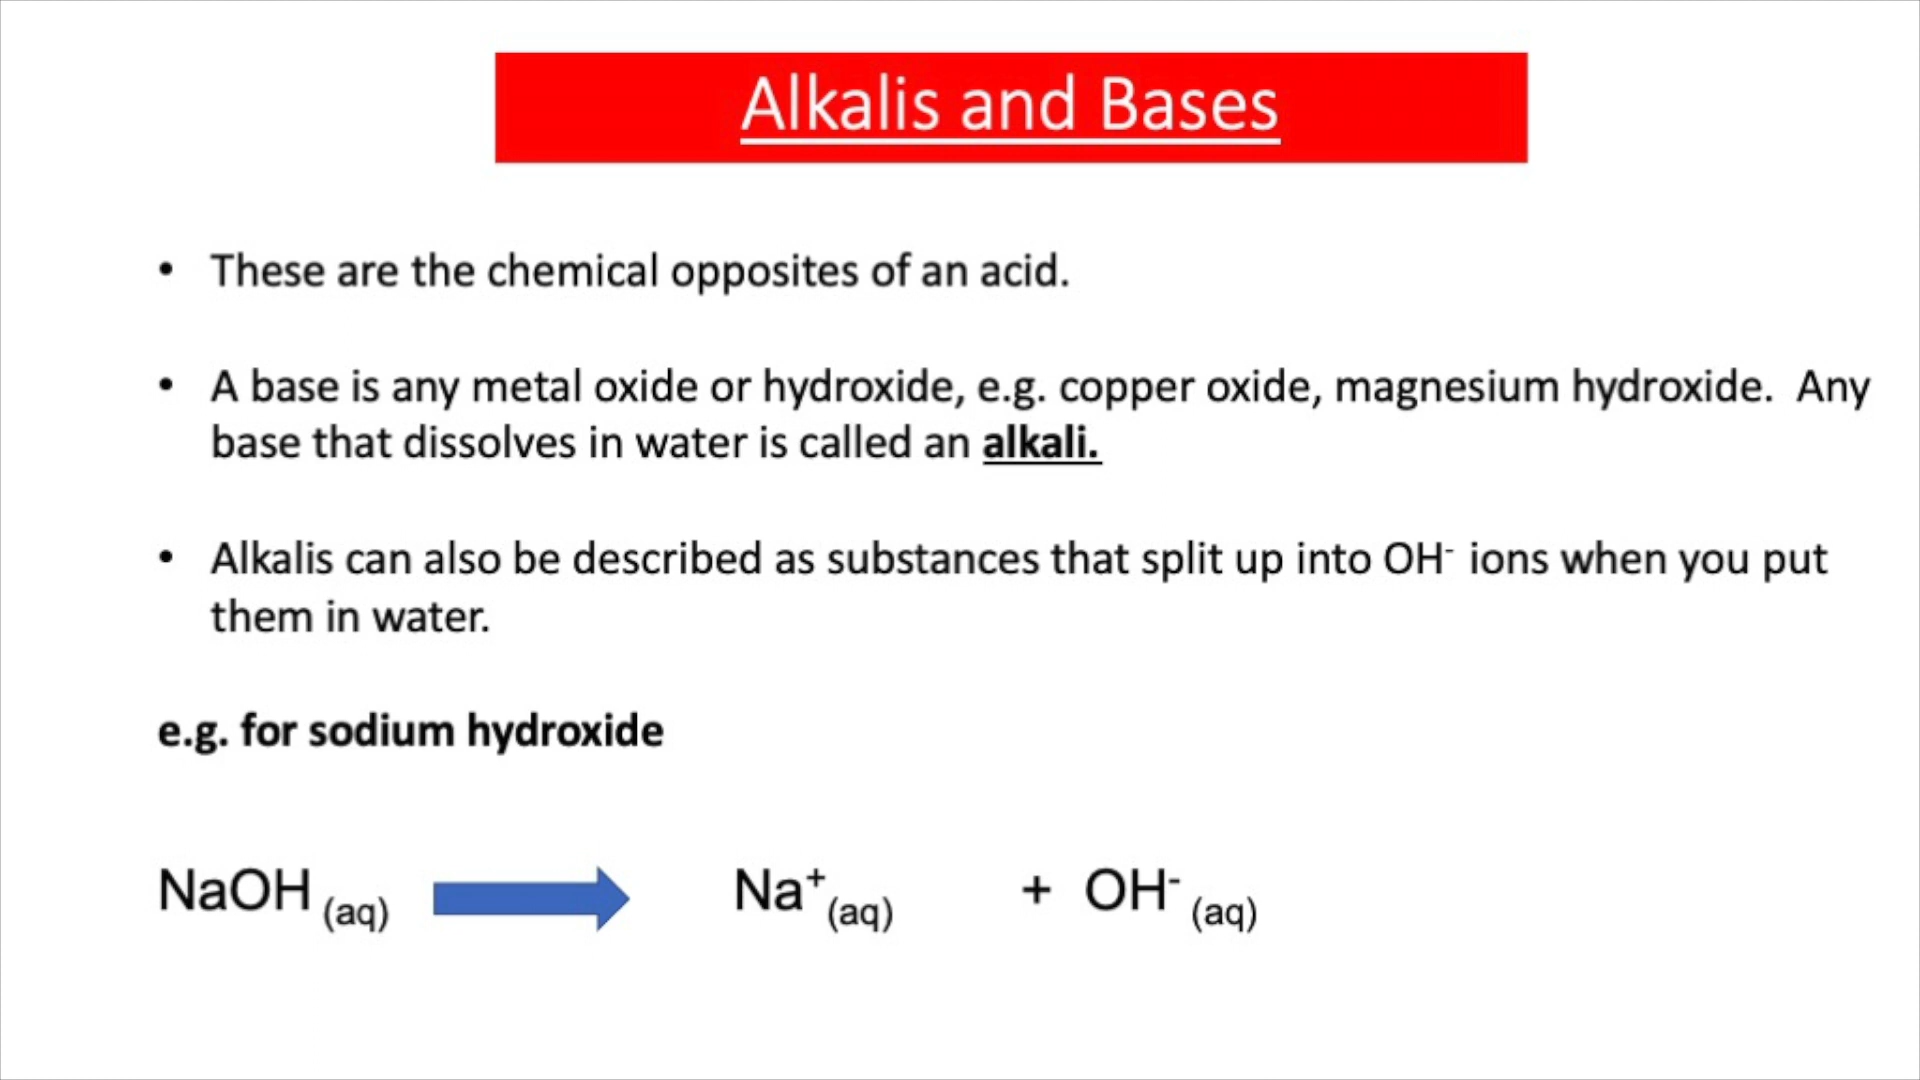 Alkalis and Bases
• These are the chemical opposites of an acid.
• A base is any metal oxide or hydroxide, e.g. copper oxide, magnesium hydroxide.  Any
base that dissolves in water is called an alkali.
• Alkalis can also be described as substances that split up into OH⁻ ions when you put
them in water.
e.g. for sodium hydroxide
NaOH (aq) Na⁺(aq) + OH⁻ (aq)